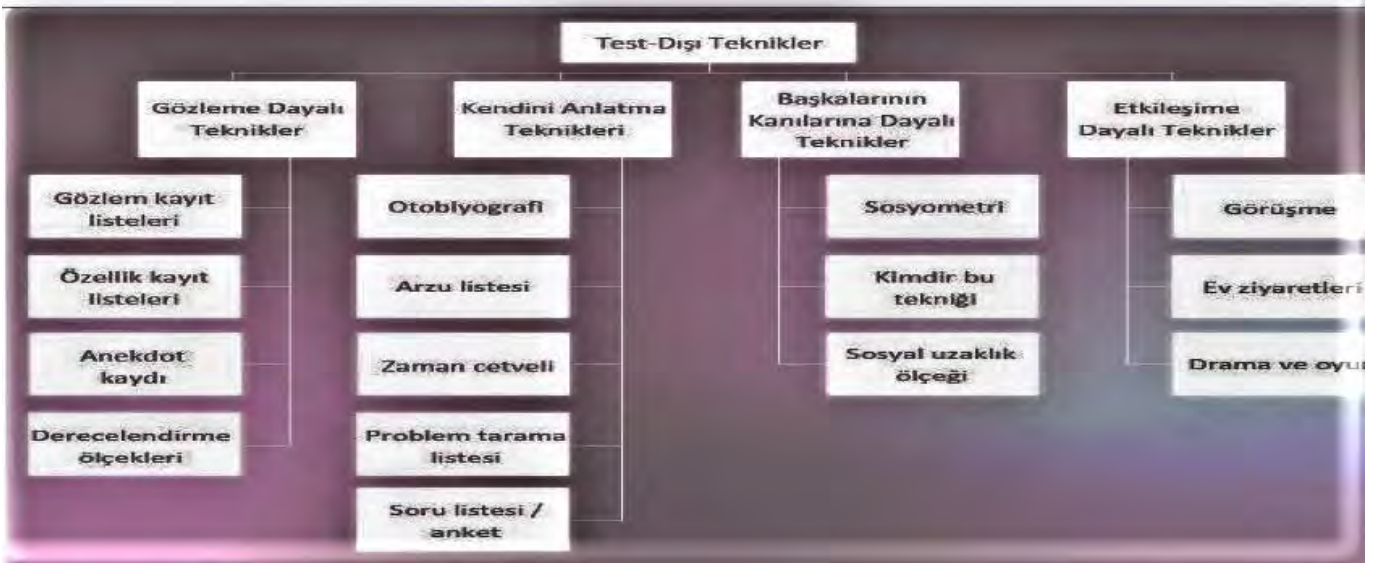 Test-Dışı Teknikler
Gözleme Dayalı
Teknikler
Kendini Anlatma
Teknikleri
Başkalarının
Kanılarına Dayalı
Teknikler
Etkileşime
Dayalı Teknikler
Gözlem kayıt
listeleri
Özellik kayıt
listeleri
Anekdot
kaydı
Derecelendirme
ölçekleri
Otobiyografi
Arzu listesi
Zaman cetveli
Problem tarama
listesi
Soru listesi /
anket
Sosyometri
Kimdir bu
tekniği
Sosyal uzaklık
ölçeği
Görüşme
Ev ziyaretleri
Drama ve